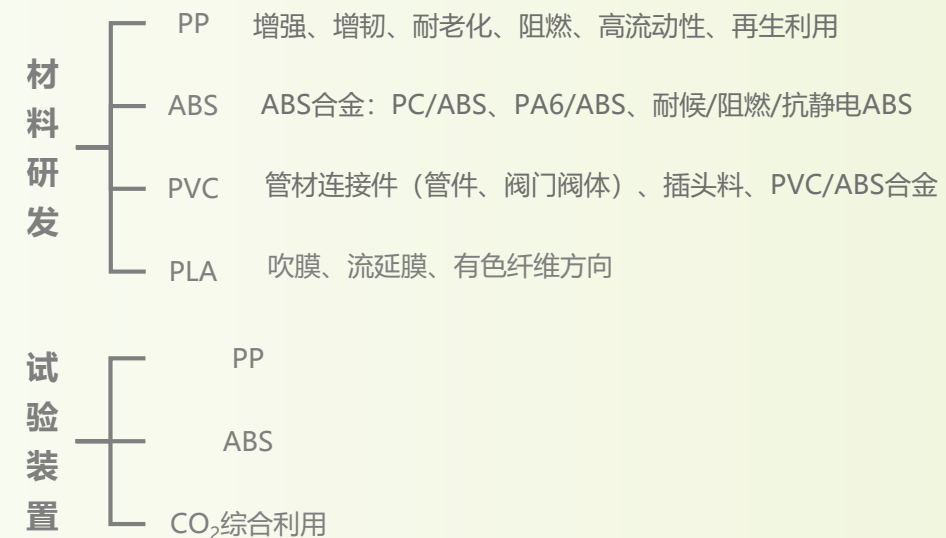 材料研发
PP 增强、增韧、耐老化、阻燃、高流动性、再生利用
ABS ABS合金：PC/ABS、PA6/ABS、耐候/阻燃/抗静电ABS
PVC 管材连接件（管件、阀门阀体）、插头料、PVC/ABS合金
PLA 吹膜、流延膜、有色纤维方向
试验装置
PP
ABS
CO₂综合利用